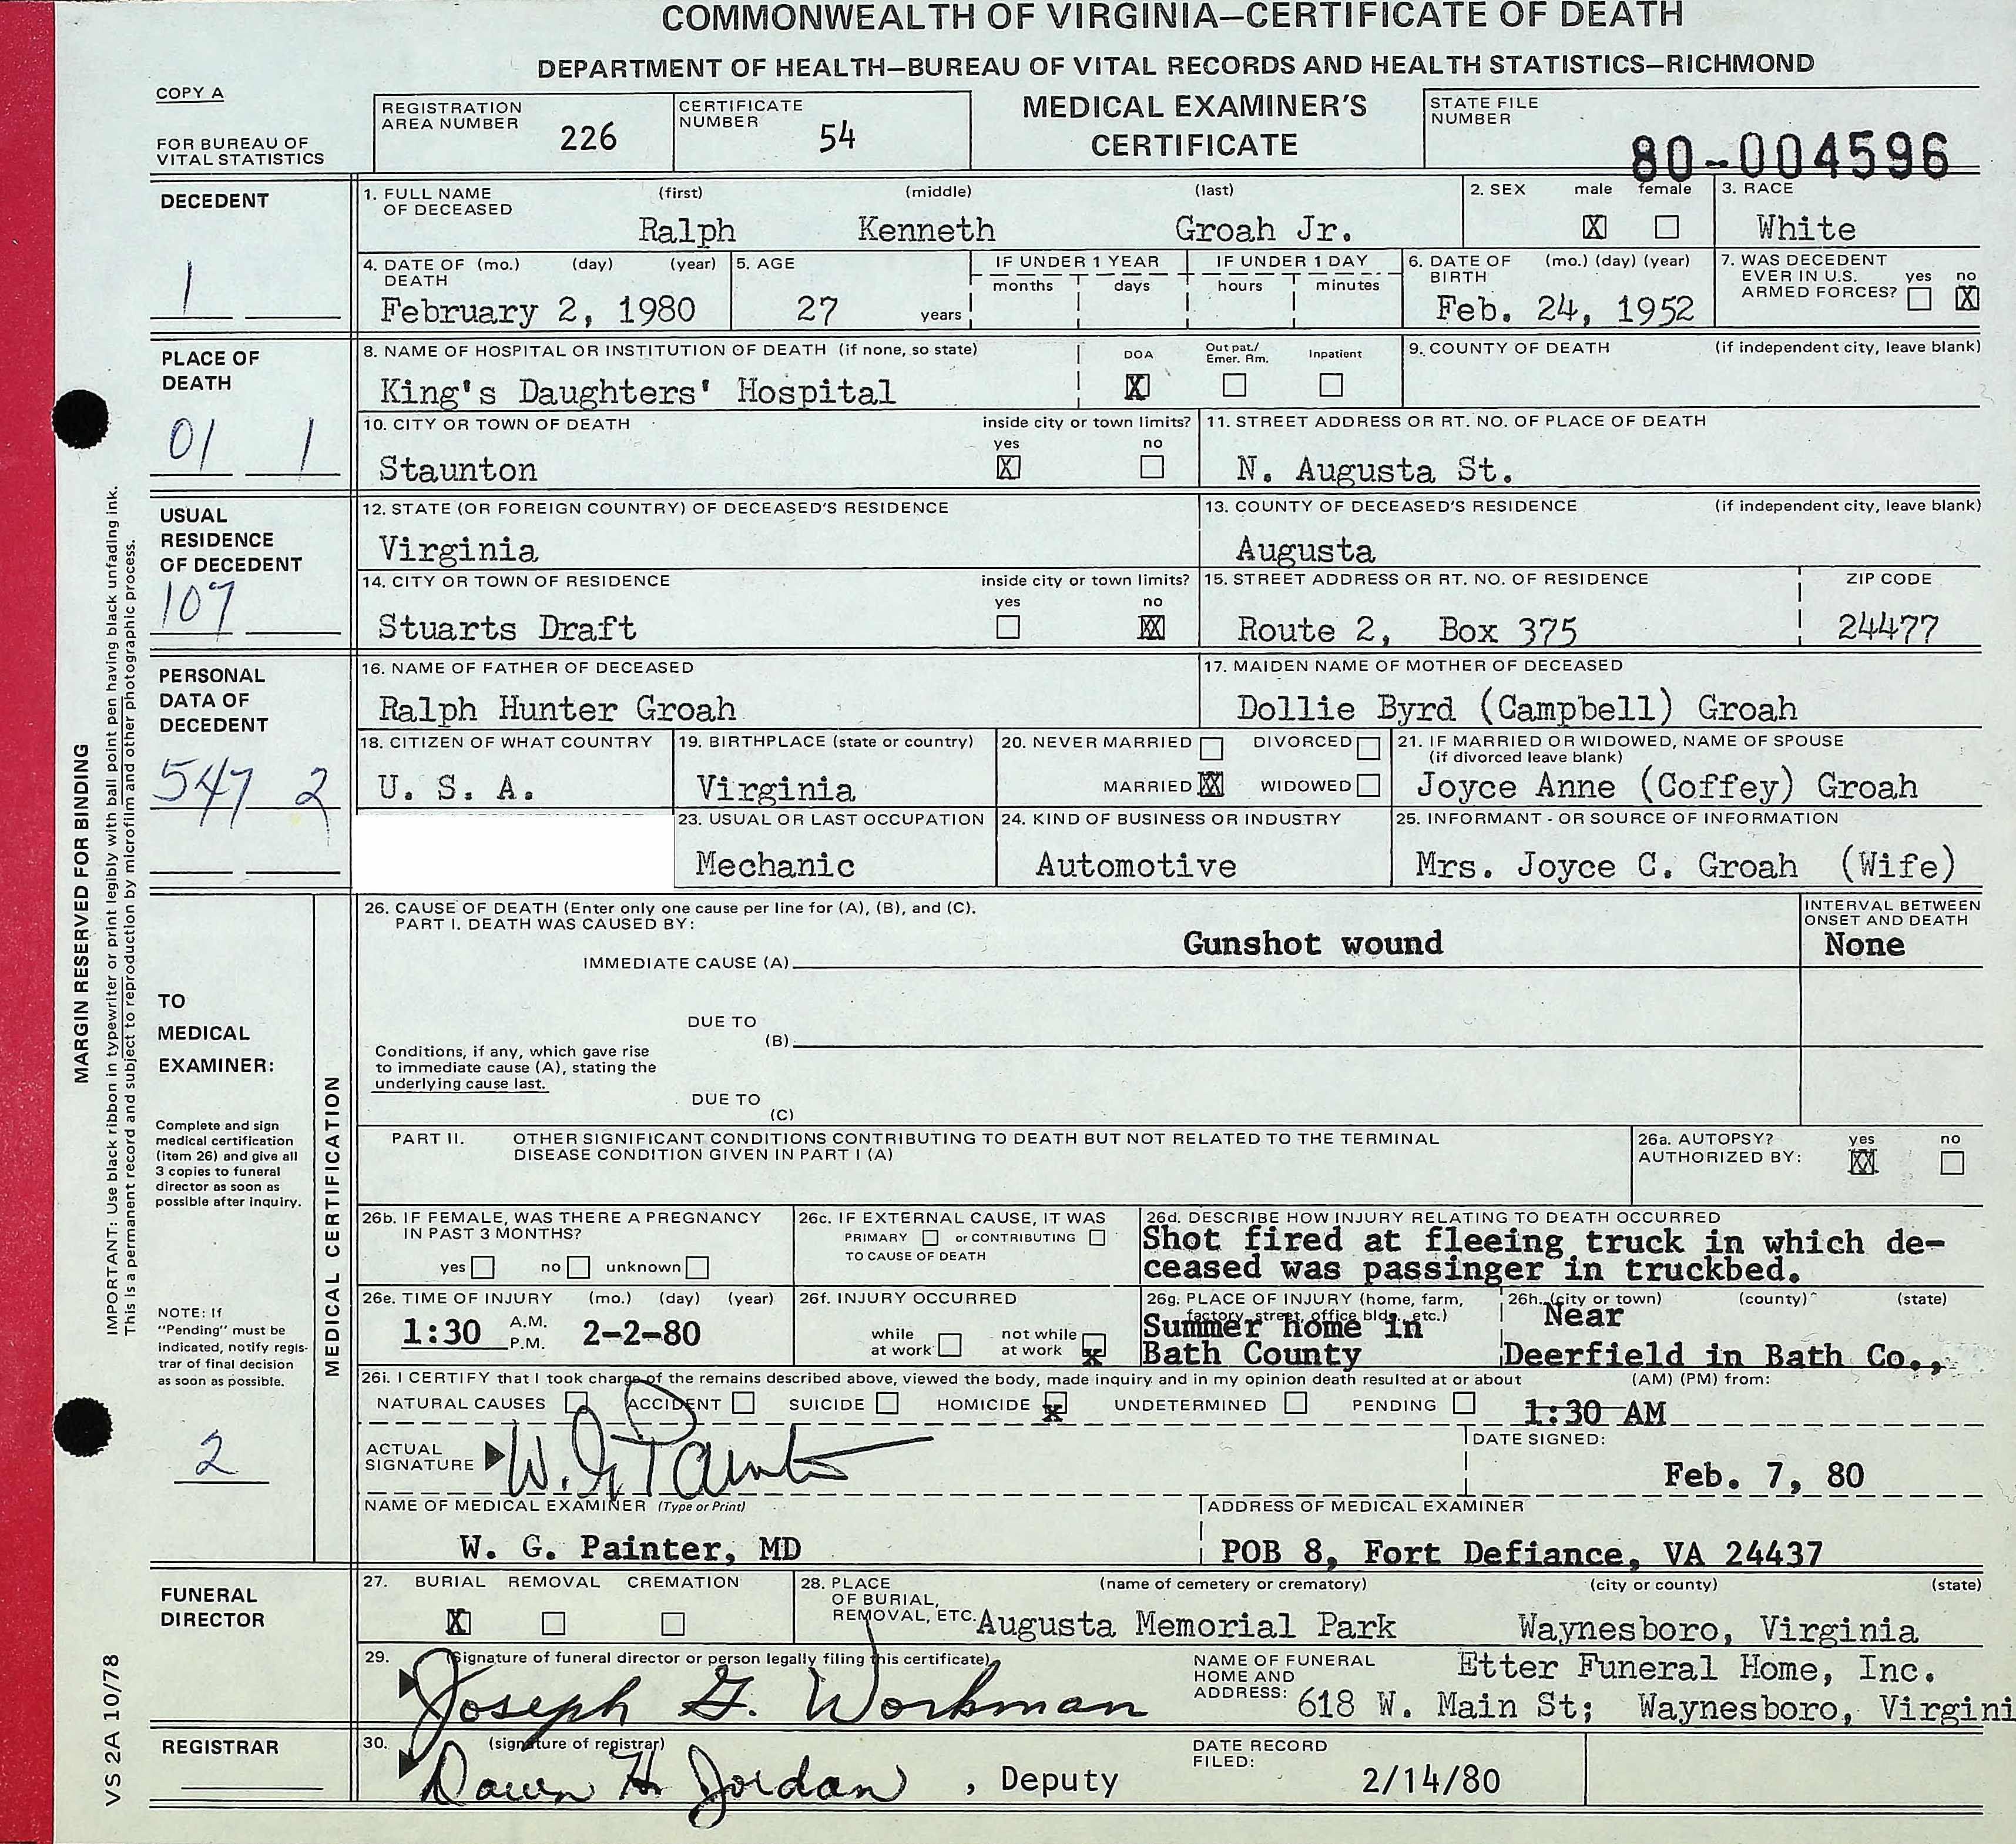 COMMONWEALTH OF VIRGINIA—CERTIFICATE OF DEATH
DEPARTMENT OF HEALTH—BUREAU OF VITAL RECORDS AND HEALTH STATISTICS—RICHMOND
COPY A
FOR BUREAU OF
VITAL STATISTICS
REGISTRATION
AREA NUMBER 226
CERTIFICATE
NUMBER 54
MEDICAL EXAMINER'S
CERTIFICATE
STATE FILE
NUMBER
80-004596
DECEDENT
1
1. FULL NAME (first) (middle) (last)
OF DECEASED
Ralph Kenneth Groah Jr.
2. SEX male female
X
3. RACE
White
4. DATE OF (mo.) (day) (year)
DEATH
February 2, 1980
5. AGE
27 years
IF UNDER 1 YEAR
months days
IF UNDER 1 DAY
hours minutes
6. DATE OF (mo.) (day) (year)
BIRTH
Feb. 24, 1952
7. WAS DECEDENT
EVER IN U.S. yes no
ARMED FORCES? X
PLACE OF
DEATH
01 1
8. NAME OF HOSPITAL OR INSTITUTION OF DEATH (if none, so state)
King's Daughters' Hospital
DOA Out pat./
Emer. Rm. Inpatient
X
9. COUNTY OF DEATH (if independent city, leave blank)
10. CITY OR TOWN OF DEATH inside city or town limits?
yes no
Staunton X
11. STREET ADDRESS OR RT. NO. OF PLACE OF DEATH
N. Augusta St.
USUAL
RESIDENCE
OF DECEDENT
107
12. STATE (OR FOREIGN COUNTRY) OF DECEASED'S RESIDENCE
Virginia
13. COUNTY OF DECEASED'S RESIDENCE (if independent city, leave blank)
Augusta
14. CITY OR TOWN OF RESIDENCE inside city or town limits?
yes no
Stuarts Draft XX
15. STREET ADDRESS OR RT. NO. OF RESIDENCE ZIP CODE
Route 2, Box 375 24477
PERSONAL
DATA OF
DECEDENT
547 2
16. NAME OF FATHER OF DECEASED
Ralph Hunter Groah
17. MAIDEN NAME OF MOTHER OF DECEASED
Dollie Byrd (Campbell) Groah
18. CITIZEN OF WHAT COUNTRY
U. S. A.
19. BIRTHPLACE (state or country)
Virginia
20. NEVER MARRIED DIVORCED
MARRIED XX WIDOWED
21. IF MARRIED OR WIDOWED, NAME OF SPOUSE
(if divorced leave blank)
Joyce Anne (Coffey) Groah
23. USUAL OR LAST OCCUPATION
Mechanic
24. KIND OF BUSINESS OR INDUSTRY
Automotive
25. INFORMANT - OR SOURCE OF INFORMATION
Mrs. Joyce C. Groah (Wife)
MARGIN RESERVED FOR BINDING
IMPORTANT: Use black ribbon in typewriter or print legibly with ball point pen having black unfading ink.
This is a permanent record and subject to reproduction by microfilm and other photographic process.
TO
MEDICAL
EXAMINER:
Complete and sign
medical certification
(item 26) and give all
3 copies to funeral
director as soon as
possible after inquiry.
NOTE: If
"Pending" must be
indicated, notify regis-
trar of final decision
as soon as possible.
2
MEDICAL CERTIFICATION
26. CAUSE OF DEATH (Enter only one cause per line for (A), (B), and (C).
PART I. DEATH WAS CAUSED BY:
IMMEDIATE CAUSE (A) Gunshot wound
INTERVAL BETWEEN
ONSET AND DEATH
None
DUE TO
(B)
Conditions, if any, which gave rise
to immediate cause (A), stating the
underlying cause last.
DUE TO
(C)
PART II. OTHER SIGNIFICANT CONDITIONS CONTRIBUTING TO DEATH BUT NOT RELATED TO THE TERMINAL
DISEASE CONDITION GIVEN IN PART I (A)
26a. AUTOPSY? yes no
AUTHORIZED BY: XX
26b. IF FEMALE, WAS THERE A PREGNANCY
IN PAST 3 MONTHS?
yes no unknown
26c. IF EXTERNAL CAUSE, IT WAS
PRIMARY or CONTRIBUTING
TO CAUSE OF DEATH
26d. DESCRIBE HOW INJURY RELATING TO DEATH OCCURRED
Shot fired at fleeing truck in which de-
ceased was passinger in truckbed.
26e. TIME OF INJURY (mo.) (day) (year)
1:30 A.M.
P.M. 2-2-80
26f. INJURY OCCURRED
while
at work
not while
at work x
26g. PLACE OF INJURY (home, farm,
factory, street, office bldg. etc.)
Summer home in
Bath County
26h. (city or town) (county) (state)
Near
Deerfield in Bath Co.,
26i. I CERTIFY that I took charge of the remains described above, viewed the body, made inquiry and in my opinion death resulted at or about (AM) (PM) from:
NATURAL CAUSES ACCIDENT SUICIDE HOMICIDE x UNDETERMINED PENDING 1:30 AM
ACTUAL
SIGNATURE W. G. Painter
DATE SIGNED:
Feb. 7, 80
NAME OF MEDICAL EXAMINER (Type or Print)
W. G. Painter, MD
ADDRESS OF MEDICAL EXAMINER
POB 8, Fort Defiance, VA 24437
FUNERAL
DIRECTOR
27. BURIAL REMOVAL CREMATION
X
28. PLACE (name of cemetery or crematory) (city or county) (state)
OF BURIAL,
REMOVAL, ETC. Augusta Memorial Park Waynesboro, Virginia
29. (Signature of funeral director or person legally filing this certificate)
Joseph G. Workman
NAME OF FUNERAL
HOME AND
ADDRESS:
Etter Funeral Home, Inc.
618 W. Main St; Waynesboro, Virgini
REGISTRAR
30. (signature of registrar)
Dawn H Jordan , Deputy
DATE RECORD
FILED:
2/14/80
VS 2A 10/78